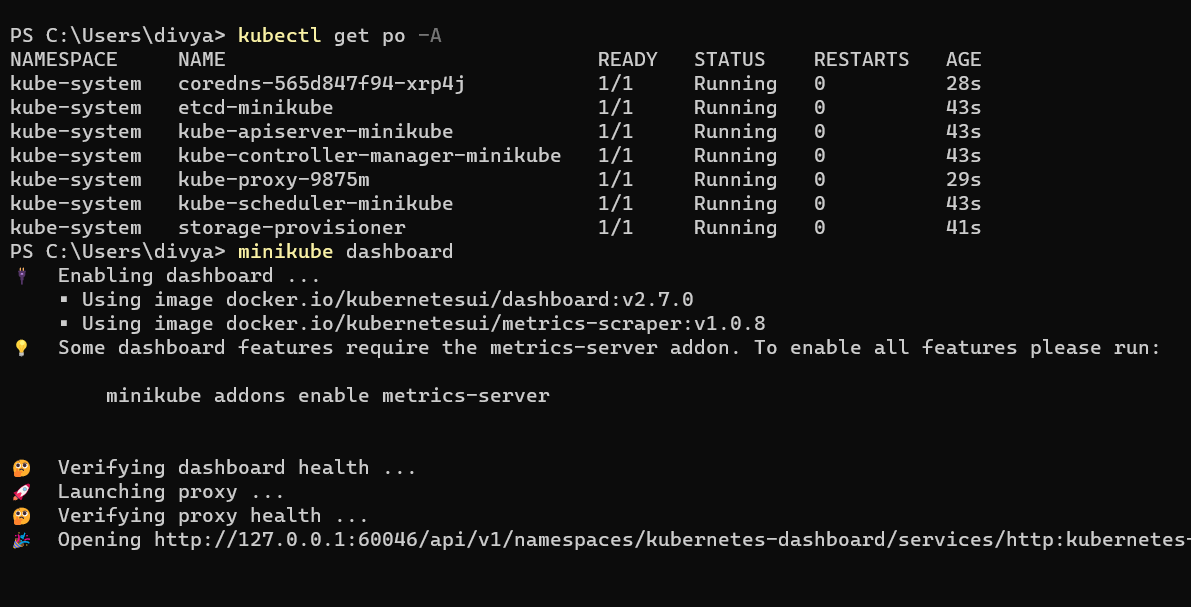 PS C:\Users\divya> kubectl get po -A
NAMESPACE     NAME                               READY   STATUS    RESTARTS   AGE
kube-system   coredns-565d847f94-xrp4j           1/1     Running   0          28s
kube-system   etcd-minikube                      1/1     Running   0          43s
kube-system   kube-apiserver-minikube            1/1     Running   0          43s
kube-system   kube-controller-manager-minikube   1/1     Running   0          43s
kube-system   kube-proxy-9875m                   1/1     Running   0          29s
kube-system   kube-scheduler-minikube            1/1     Running   0          43s
kube-system   storage-provisioner                1/1     Running   0          41s
PS C:\Users\divya> minikube dashboard
🔌  Enabling dashboard ...
    ▪ Using image docker.io/kubernetesui/dashboard:v2.7.0
    ▪ Using image docker.io/kubernetesui/metrics-scraper:v1.0.8
💡  Some dashboard features require the metrics-server addon. To enable all features please run:
        minikube addons enable metrics-server
🤔  Verifying dashboard health ...
🚀  Launching proxy ...
🤔  Verifying proxy health ...
🎉  Opening http://127.0.0.1:60046/api/v1/namespaces/kubernetes-dashboard/services/http:kubernetes-